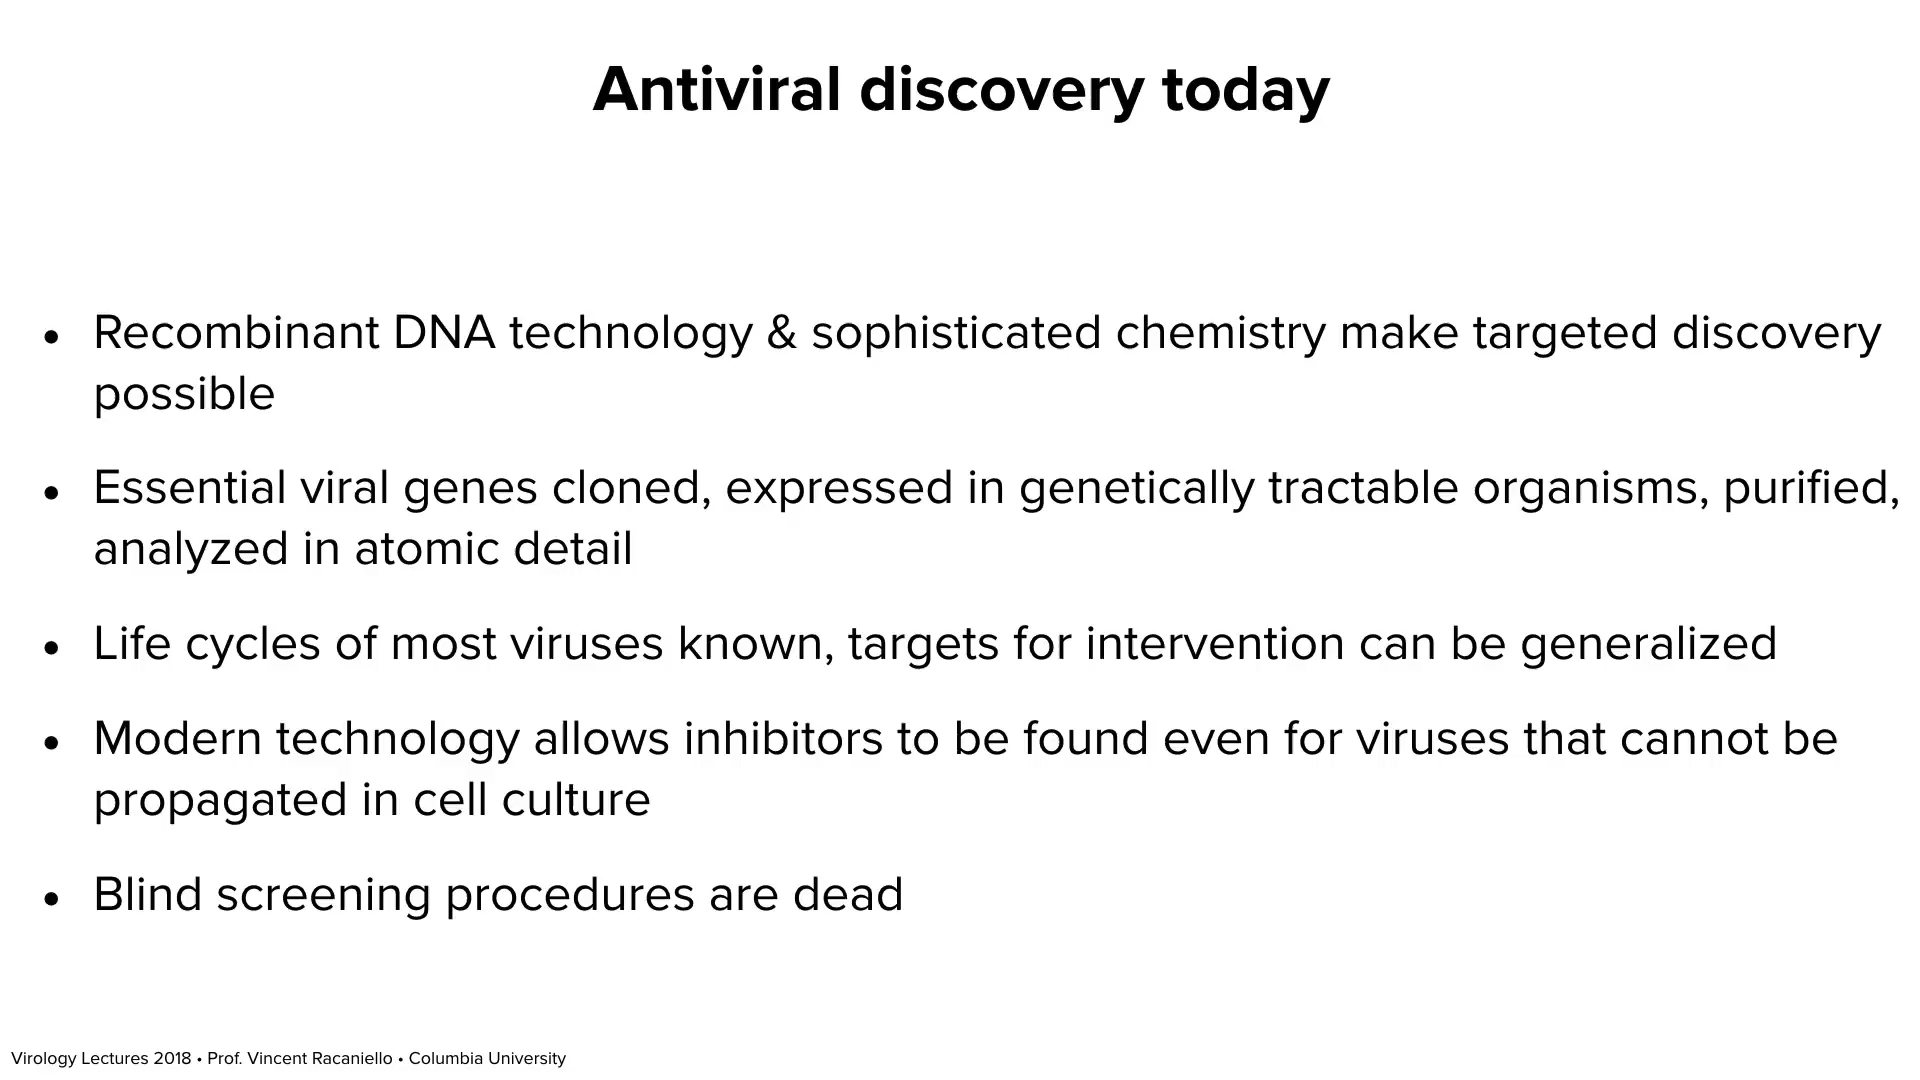 Antiviral discovery today
• Recombinant DNA technology & sophisticated chemistry make targeted discovery
possible
• Essential viral genes cloned, expressed in genetically tractable organisms, purified,
analyzed in atomic detail
• Life cycles of most viruses known, targets for intervention can be generalized
• Modern technology allows inhibitors to be found even for viruses that cannot be
propagated in cell culture
• Blind screening procedures are dead
Virology Lectures 2018 • Prof. Vincent Racaniello • Columbia University